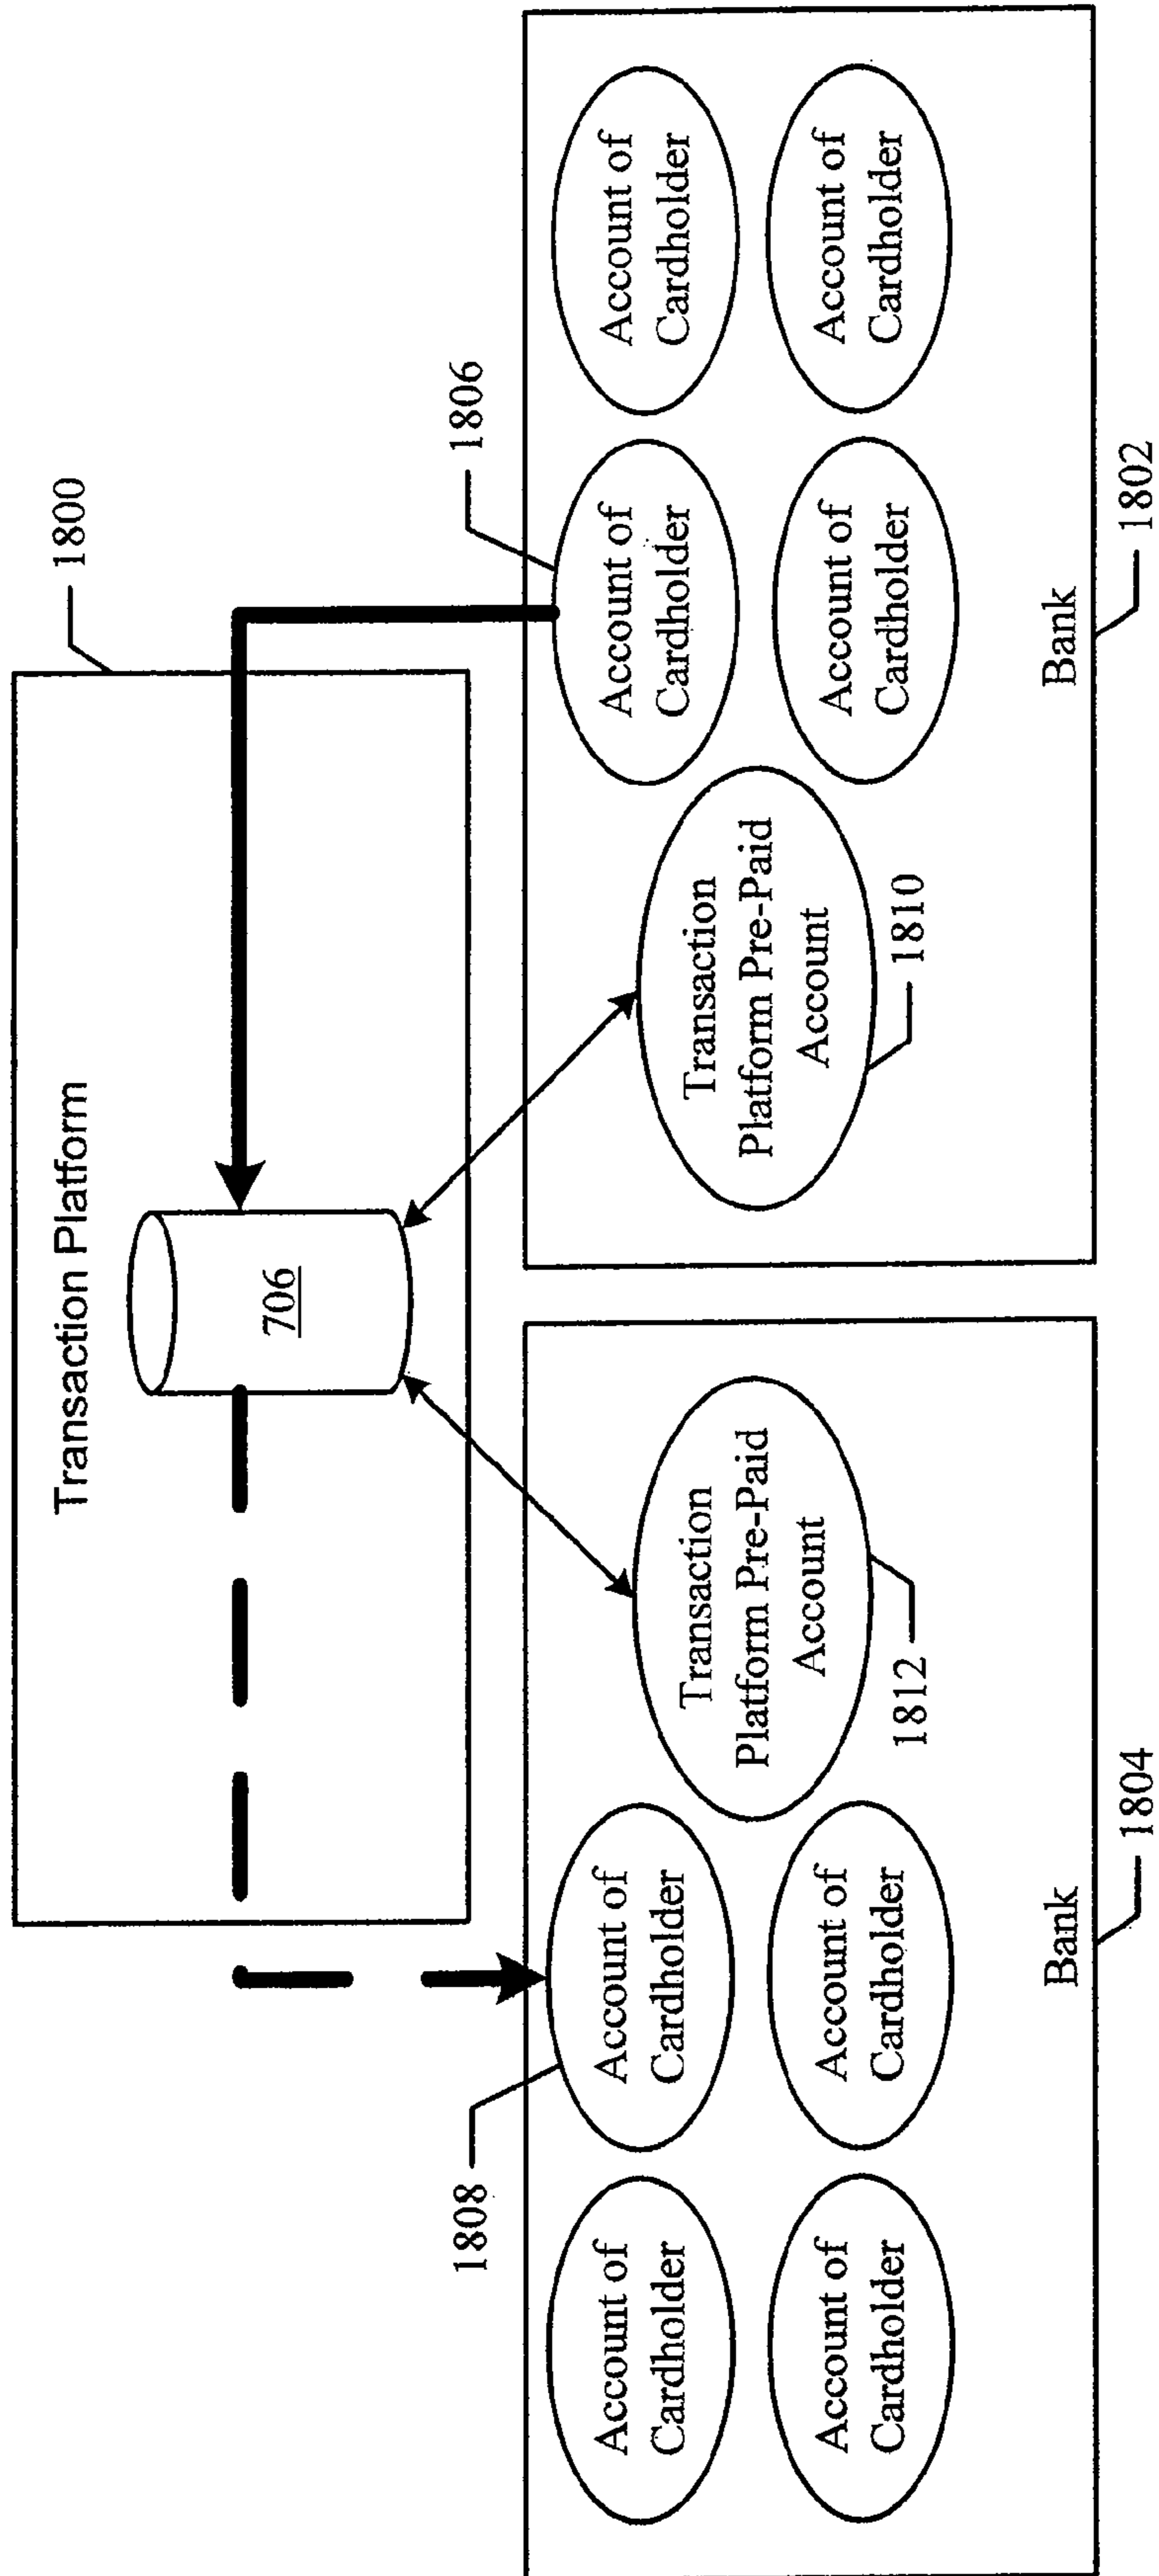 Transaction Platform
1800
706
1808
1806
Account of
Cardholder
Account of
Cardholder
Transaction
Platform Pre-Paid
Account
1812
Account of
Cardholder
Account of
Cardholder
Bank
1804
Transaction
Platform Pre-Paid
Account
1810
Account of
Cardholder
Account of
Cardholder
Account of
Cardholder
Account of
Cardholder
Bank
1802